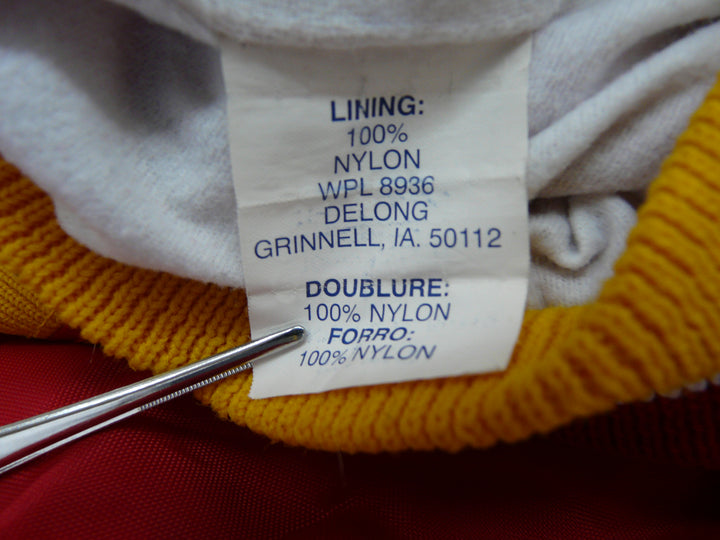 LINING:
100%
NYLON
WPL 8936
DELONG
GRINNELL, IA. 50112
DOUBLURE:
100% NYLON
FORRO:
100% NYLON